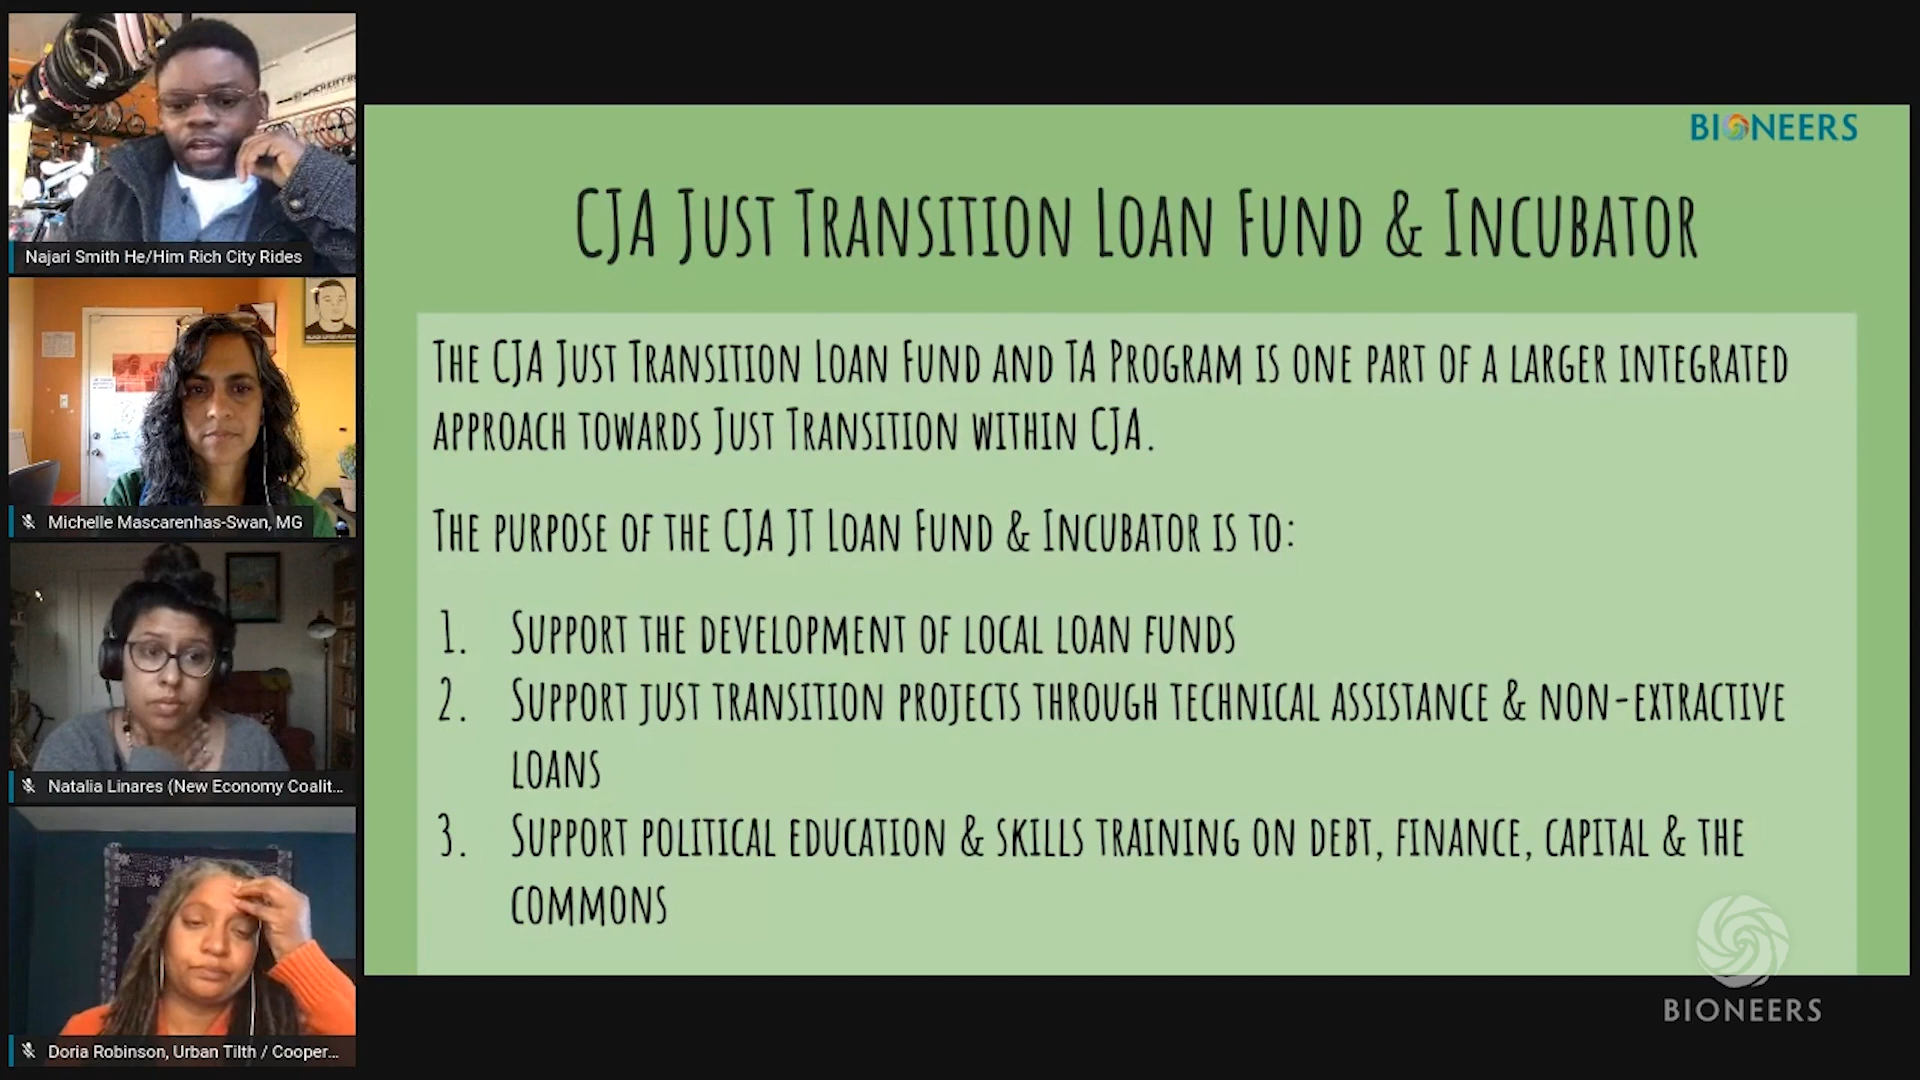 Najari Smith He/Him Rich City Rides
BLACK LIVES MATTER
Michelle Mascarenhas-Swan, MG
Natalia Linares (New Economy Coalit...
Doria Robinson, Urban Tilth / Cooper...
BIONEERS
CJA JUST TRANSITION LOAN FUND & INCUBATOR
THE CJA JUST TRANSITION LOAN FUND AND TA PROGRAM IS ONE PART OF A LARGER INTEGRATED
APPROACH TOWARDS JUST TRANSITION WITHIN CJA.
THE PURPOSE OF THE CJA JT LOAN FUND & INCUBATOR IS TO:
1. SUPPORT THE DEVELOPMENT OF LOCAL LOAN FUNDS
2. SUPPORT JUST TRANSITION PROJECTS THROUGH TECHNICAL ASSISTANCE & NON-EXTRACTIVE
LOANS
3. SUPPORT POLITICAL EDUCATION & SKILLS TRAINING ON DEBT, FINANCE, CAPITAL & THE
COMMONS
BIONEERS